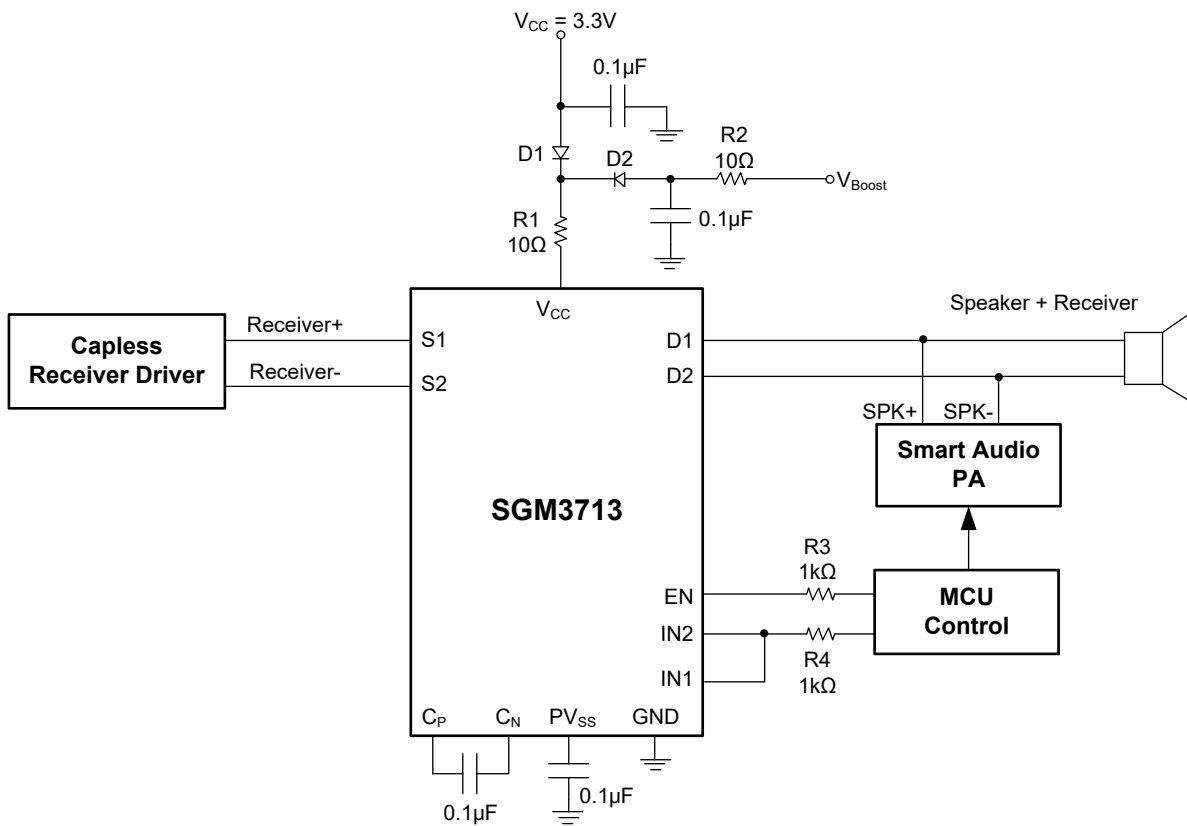 V_CC = 3.3V
0.1µF
D1
D2
R2
10Ω
V_Boost
0.1µF
R1
10Ω
V_CC
Capless
Receiver Driver
Receiver+
Receiver-
S1
S2
D1
D2
Speaker + Receiver
SPK+
SPK-
Smart Audio
PA
SGM3713
R3
1kΩ
EN
IN2
IN1
R4
1kΩ
MCU
Control
C_P
C_N
PV_SS
GND
0.1µF
0.1µF